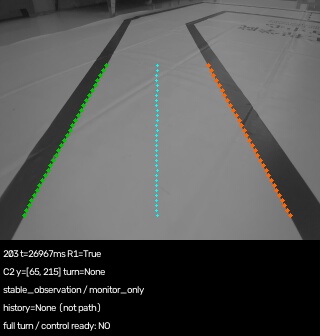 203 t=26967ms R1=True
C2 y=[65, 215] turn=None
stable_observation / monitor_only
history=None (not path)
full turn / control ready: NO